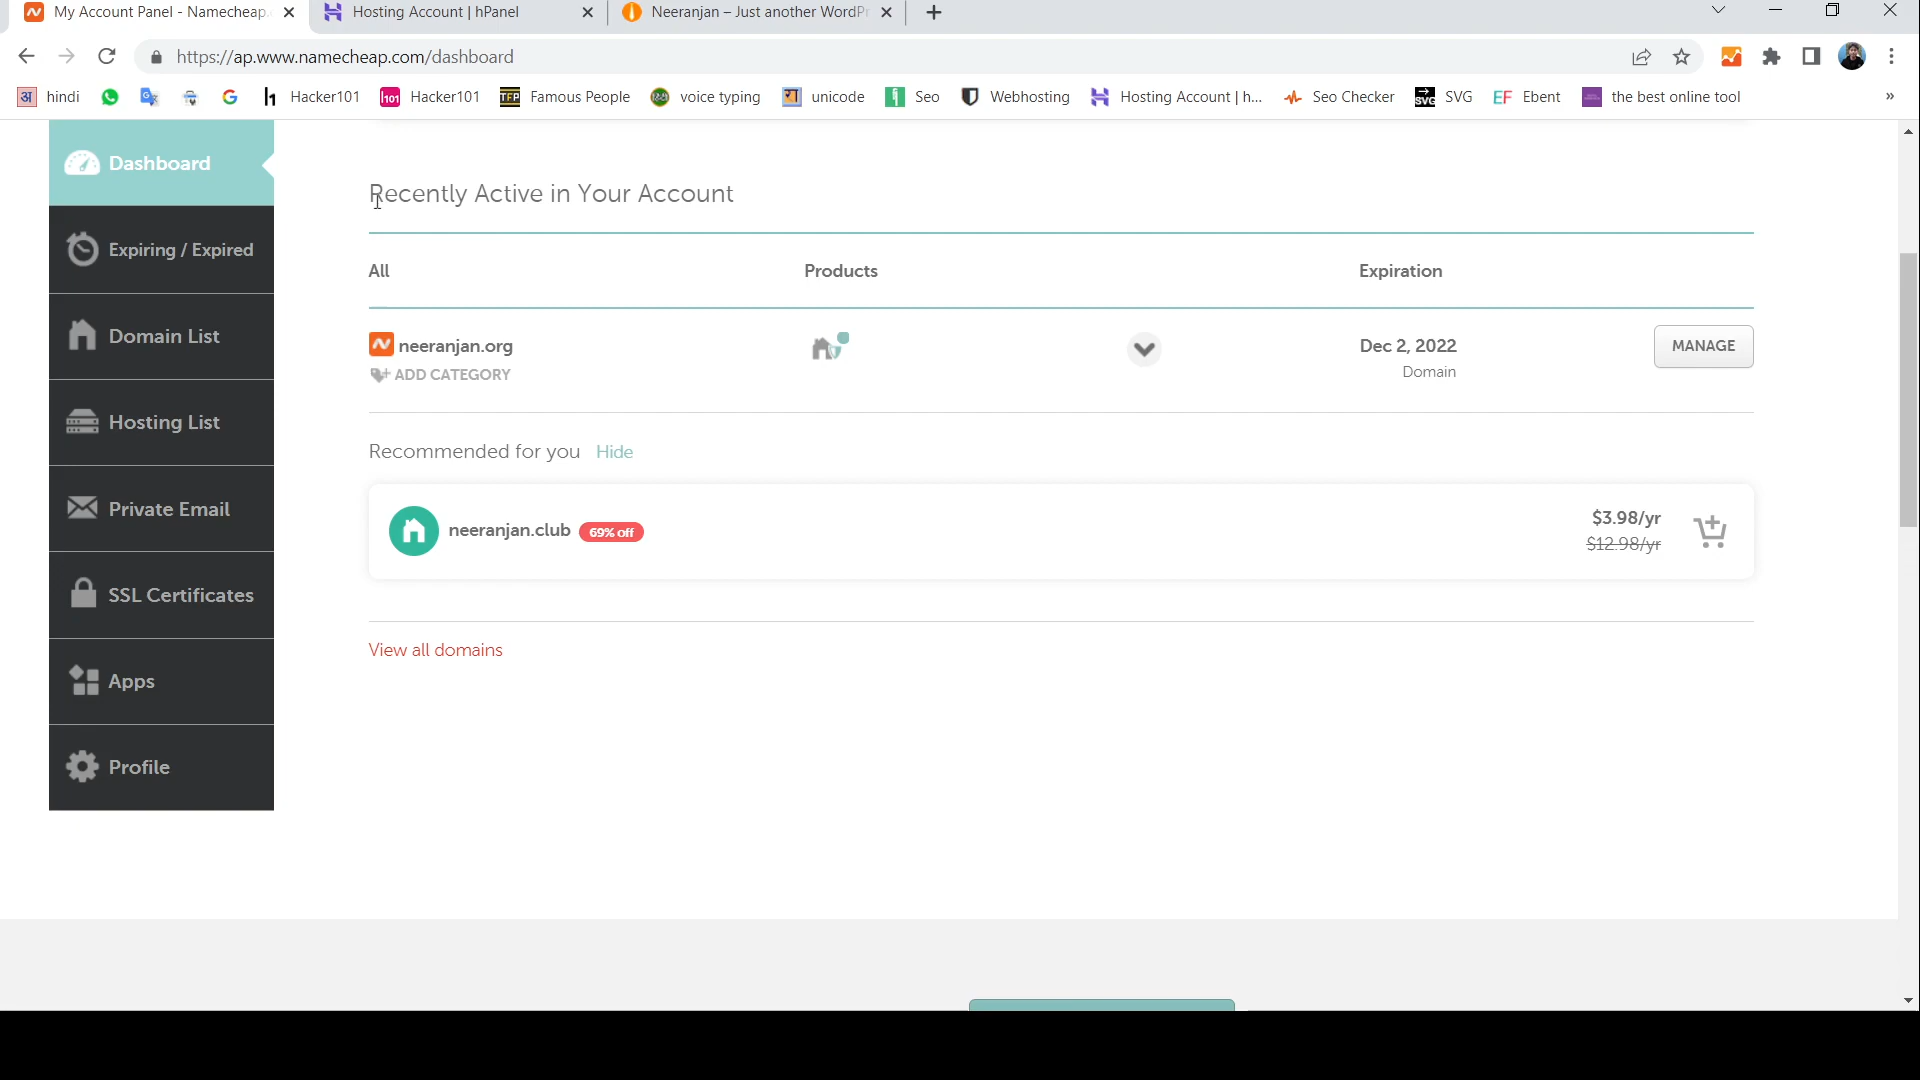 My Account Panel - Namecheap.
Hosting Account | hPanel
Neeranjan – Just another WordPr
https://ap.www.namecheap.com/dashboard
अ hindi Hacker101 101 Hacker101 TFP Famous People voice typing unicode Seo Webhosting Hosting Account | h... Seo Checker SVG SVG EF Ebent the best online tool »
Dashboard
Expiring / Expired
Domain List
Hosting List
Private Email
SSL Certificates
Apps
Profile
Recently Active in Your Account
All Products Expiration
neeranjan.org Dec 2, 2022 MANAGE
ADD CATEGORY Domain
Recommended for you Hide
neeranjan.club 69% off $3.98/yr
$12.98/yr
View all domains